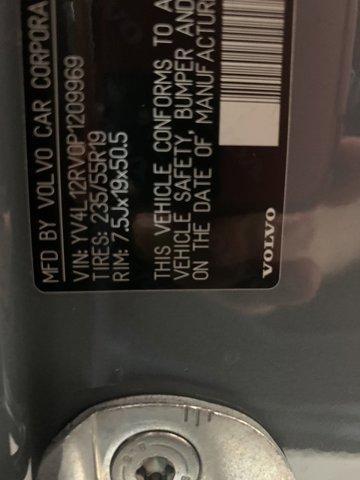 MFD BY VOLVO CAR CORPORA
VIN: YV4L12RV0P1209969
TIRES: 235/55R19
RIM: 7.5Jx19x50.5
THIS VEHICLE CONFORMS TO A
VEHICLE SAFETY, BUMPER AND
ON THE DATE OF MANUFACTUR
VOLVO